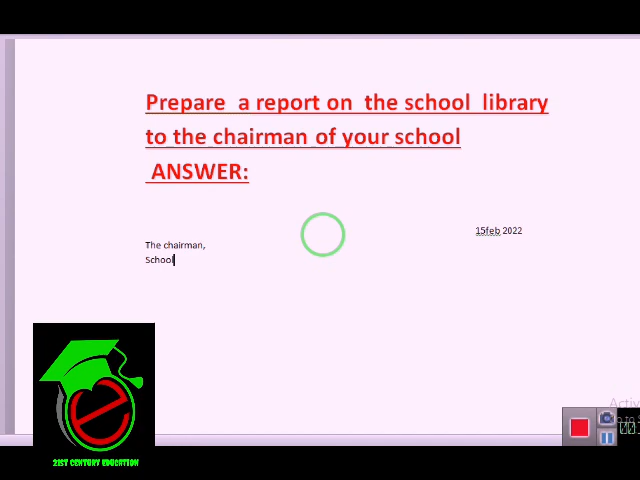 Prepare a report on the school library
to the chairman of your school
ANSWER:
15feb 2022
The chairman,
School
21ST CENTURY EDUCATION
Activ